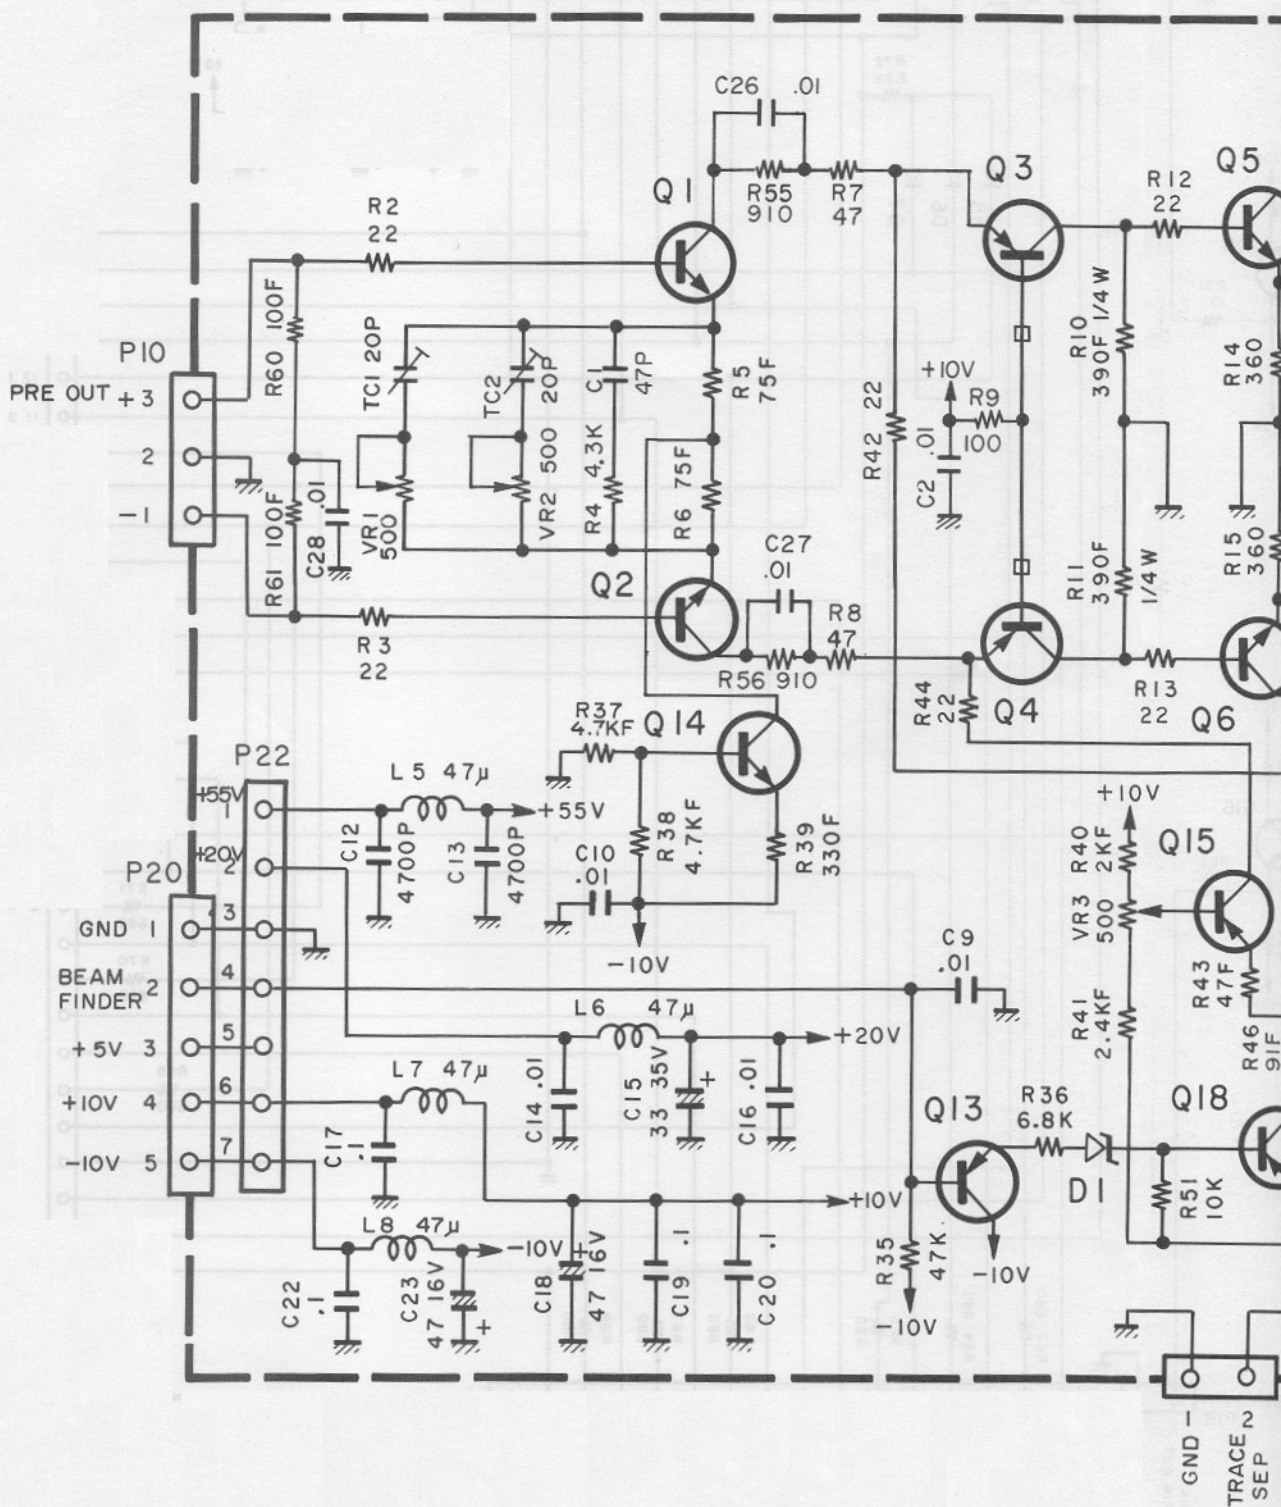 C26 .01
Q1
R55
910
R7
47
Q3
R12
22
Q5
R2
22
R60 100F
P10
PRE OUT +3
2
-1
TC1 20P
TC2 20P
C1
47P
R5
75F
R10
390F 1/4W
R14
360
+10V
R9
100
R42 22
C2 .01
R61 100F
C28 .01
VR1
500
VR2 500
R4 4.3K
R6 75F
C27
.01
R11
390F
1/4W
R15
360
Q2
R8
47
R3
22
R56 910
R44
22
Q4
R13
22
Q6
R37
4.7KF
Q14
P22
+55V
1
+20V
2
3
4
5
6
7
L5 47μ
+55V
C12
4700P
C13
4700P
C10
.01
R38
4.7KF
R39
330F
-10V
+10V
R40
2KF
Q15
VR3
500
P20
GND 1
BEAM
FINDER 2
+5V 3
+10V 4
-10V 5
C9
.01
R43
47F
R41
2.4KF
R46
91F
L6 47μ
+20V
C14 .01
C15
33 35V
+
C16 .01
L7 47μ
C17
.1
Q13
R36
6.8K
D1
Q18
R51
10K
+10V
L8 47μ
-10V
C22
.1
C23
47 16V
+
C18
47 16V
+
C19 .1
C20 .1
R35
47K
-10V
-10V
GND 1
TRACE 2
SEP